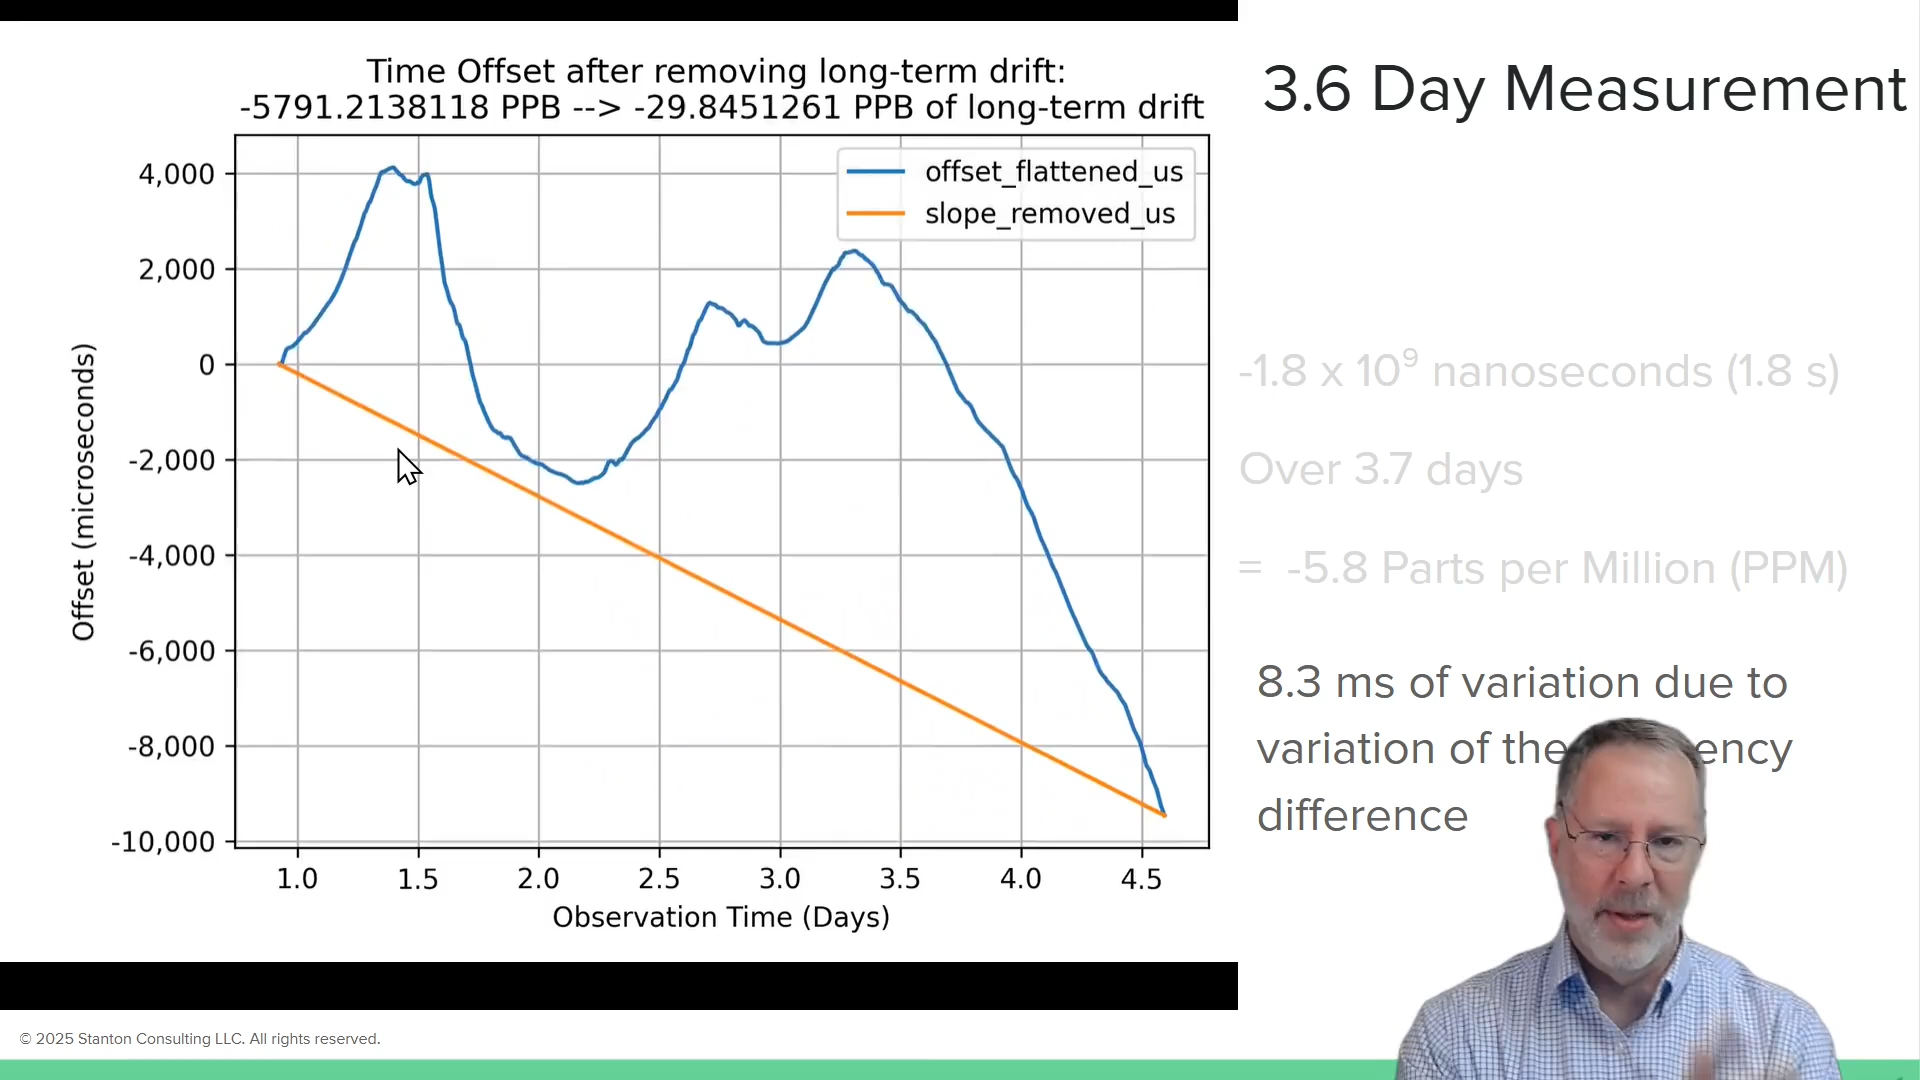 Time Offset after removing long-term drift:
-5791.2138118 PPB --> -29.8451261 PPB of long-term drift
offset_flattened_us
slope_removed_us
4,000
2,000
0
-2,000
-4,000
-6,000
-8,000
-10,000
Offset (microseconds)
1.0 1.5 2.0 2.5 3.0 3.5 4.0 4.5
Observation Time (Days)
3.6 Day Measurement
-1.8 x 10⁹ nanoseconds (1.8 s)
Over 3.7 days
= -5.8 Parts per Million (PPM)
8.3 ms of variation due to
variation of the
difference
© 2025 Stanton Consulting LLC. All rights reserved.